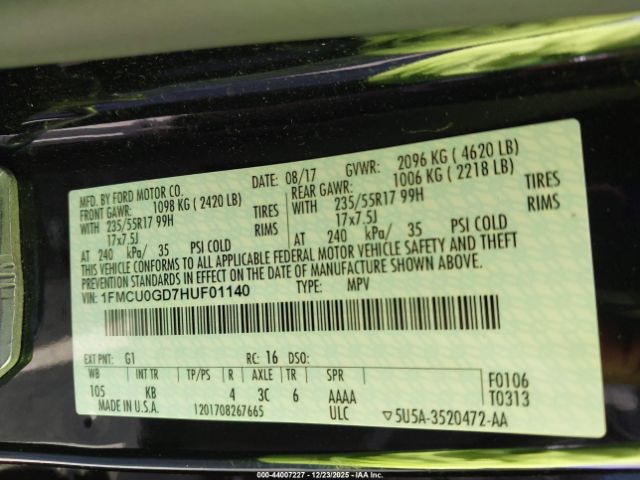 MFD. BY FORD MOTOR CO. DATE: 08/17 GVWR: 2096 KG ( 4620 LB)
FRONT GAWR: 1098 KG ( 2420 LB) REAR GAWR: 1006 KG ( 2218 LB)
WITH 235/55R17 99H TIRES WITH 235/55R17 99H TIRES
17x7.5J RIMS 17x7.5J RIMS
AT 240 kPa/ 35 PSI COLD AT 240 kPa/ 35 PSI COLD
THIS VEHICLE CONFORMS TO ALL APPLICABLE FEDERAL MOTOR VEHICLE SAFETY AND THEFT
PREVENTION STANDARDS IN EFFECT ON THE DATE OF MANUFACTURE SHOWN ABOVE.
VIN: 1FMCU0GD7HUF01140 TYPE: MPV
EXT PNT: G1 RC: 16 DSO:
WB INT TR TP/PS R AXLE TR SPR
105 KB 4 3C 6 AAAA
F0106
T0313
MADE IN U.S.A. 1201708267665 ULC ▽5U5A-3520472-AA
000-44007227 - 12/23/2025 - IAAI/CDW.